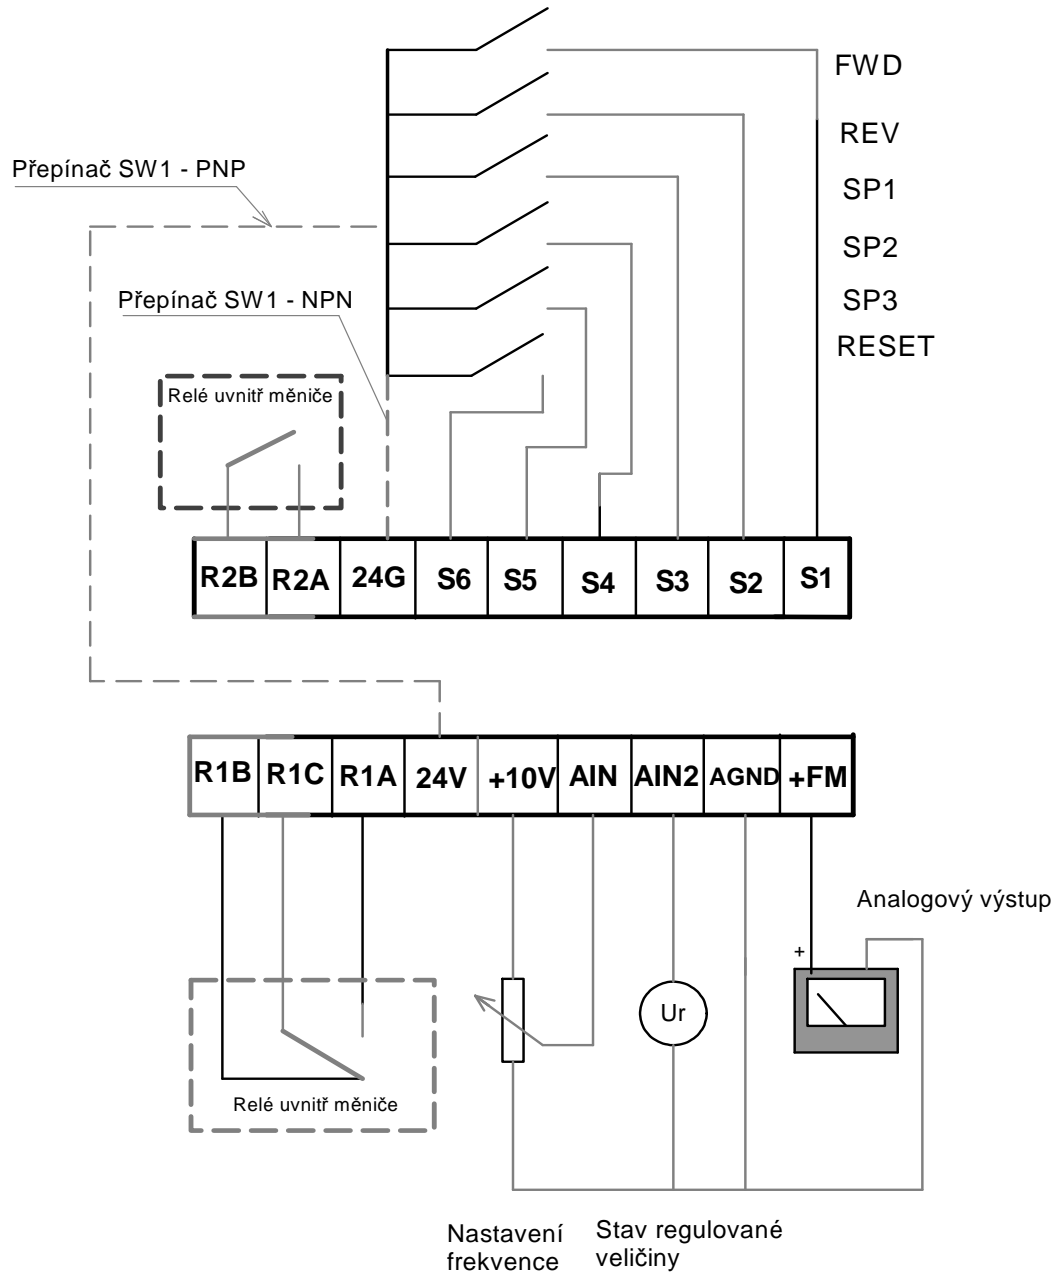 FWD
REV
Přepínač SW1 - PNP
SP1
SP2
Přepínač SW1 - NPN
SP3
RESET
Relé uvnitř měniče
R2B R2A 24G S6 S5 S4 S3 S2 S1
R1B R1C R1A 24V +10V AIN AIN2 AGND +FM
Analogový výstup
+
Ur
Relé uvnitř měniče
Nastavení
frekvence
Stav regulované
veličiny